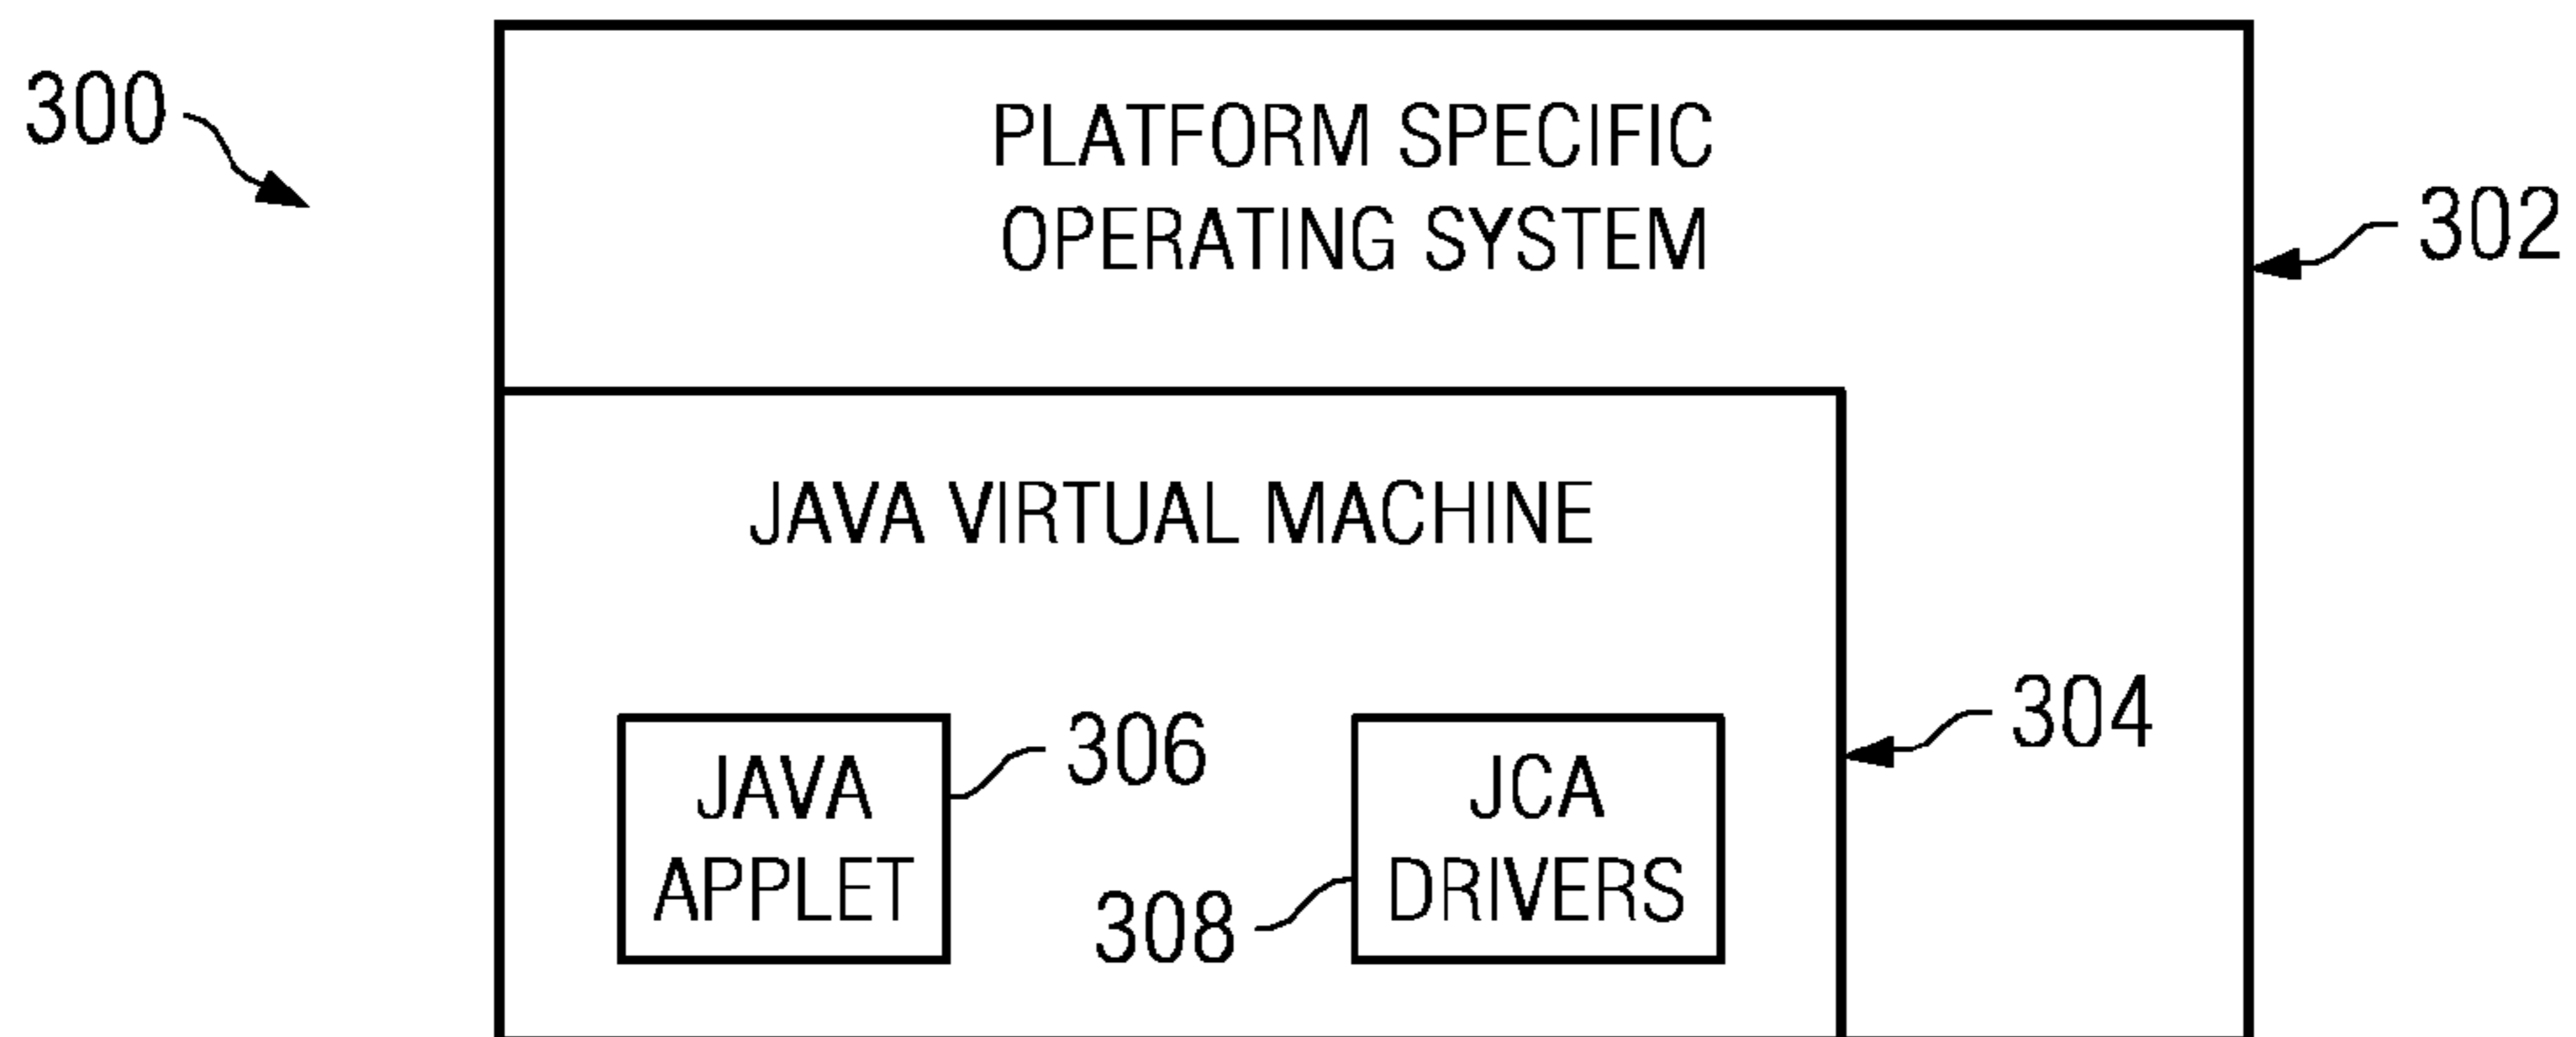 300
PLATFORM SPECIFIC
OPERATING SYSTEM
302
JAVA VIRTUAL MACHINE
304
JAVA
APPLET
306
308
JCA
DRIVERS